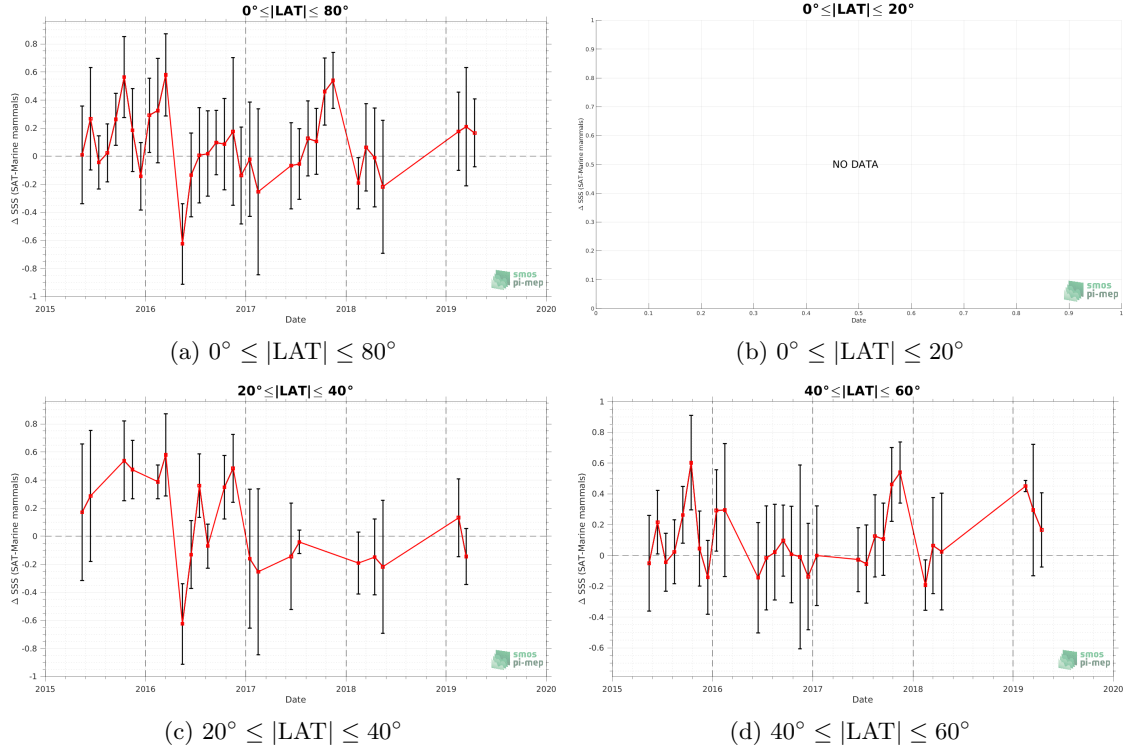 0°≤|LAT|≤ 80°
Δ SSS (SAT-Marine mammals)
0.8
0.6
0.4
0.2
0
-0.2
-0.4
-0.6
-0.8
-1
2015
2016
2017
2018
2019
2020
Date
smos
pi-mep
(a) 0° ≤ |LAT| ≤ 80°
0°≤|LAT|≤ 20°
Δ SSS (SAT-Marine mammals)
1
0.9
0.8
0.7
0.6
0.5
0.4
0.3
0.2
0.1
0
NO DATA
0
0.1
0.2
0.3
0.4
0.5
0.6
0.7
0.8
0.9
1
Date
smos
pi-mep
(b) 0° ≤ |LAT| ≤ 20°
20°≤|LAT|≤ 40°
Δ SSS (SAT-Marine mammals)
0.8
0.6
0.4
0.2
0
-0.2
-0.4
-0.6
-0.8
-1
2015
2016
2017
2018
2019
2020
Date
smos
pi-mep
(c) 20° ≤ |LAT| ≤ 40°
40°≤|LAT|≤ 60°
Δ SSS (SAT-Marine mammals)
1
0.8
0.6
0.4
0.2
0
-0.2
-0.4
-0.6
2015
2016
2017
2018
2019
2020
Date
smos
pi-mep
(d) 40° ≤ |LAT| ≤ 60°